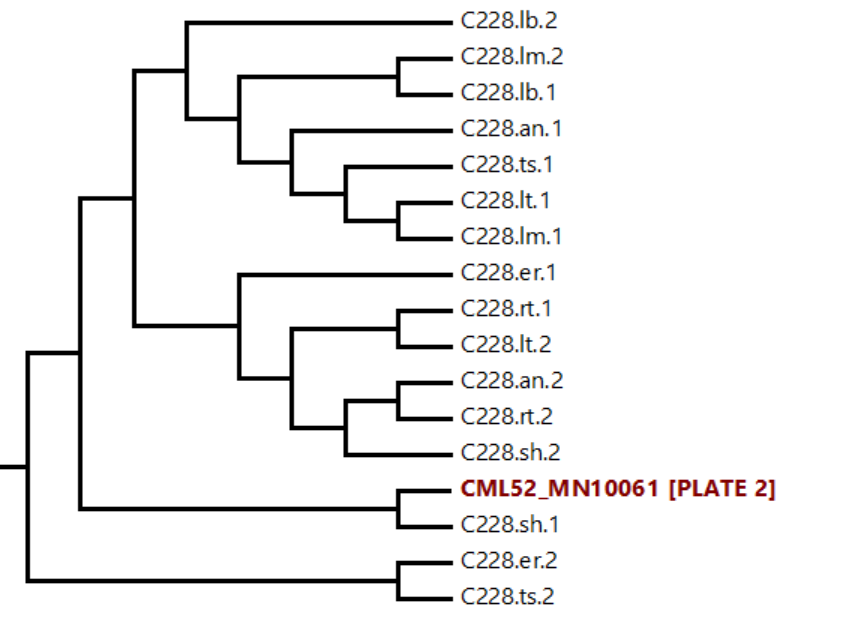 C228.lb.2
C228.lm.2
C228.lb.1
C228.an.1
C228.ts.1
C228.lt.1
C228.lm.1
C228.er.1
C228.rt.1
C228.lt.2
C228.an.2
C228.rt.2
C228.sh.2
CML52_MN10061 [PLATE 2]
C228.sh.1
C228.er.2
C228.ts.2